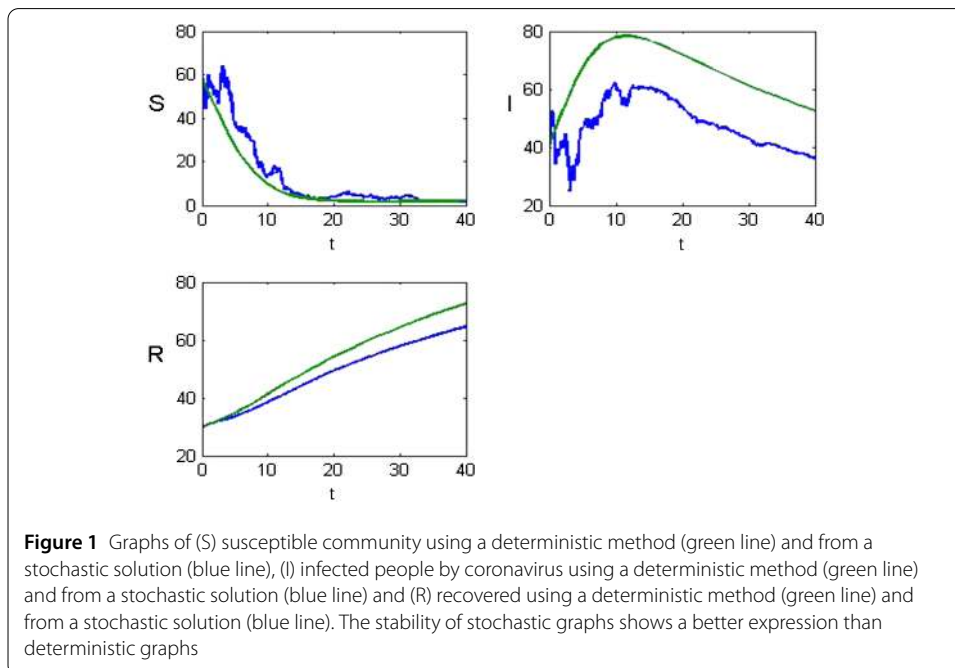 80
60
S
40
20
0
0 10 20 30 40
t
80
60
I
40
20
0 10 20 30 40
t
80
60
R
40
20
0 10 20 30 40
t
Figure 1 Graphs of (S) susceptible community using a deterministic method (green line) and from a
stochastic solution (blue line), (I) infected people by coronavirus using a deterministic method (green line)
and from a stochastic solution (blue line) and (R) recovered using a deterministic method (green line) and
from a stochastic solution (blue line). The stability of stochastic graphs shows a better expression than
deterministic graphs